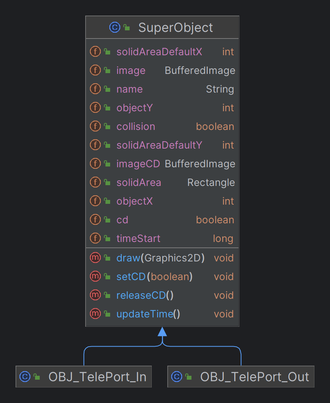 SuperObject
solidAreaDefaultX int
image BufferedImage
name String
objectY int
collision boolean
solidAreaDefaultY int
imageCD BufferedImage
solidArea Rectangle
objectX int
cd boolean
timeStart long
draw(Graphics2D) void
setCD(boolean) void
releaseCD() void
updateTime() void
OBJ_TelePort_In OBJ_TelePort_Out